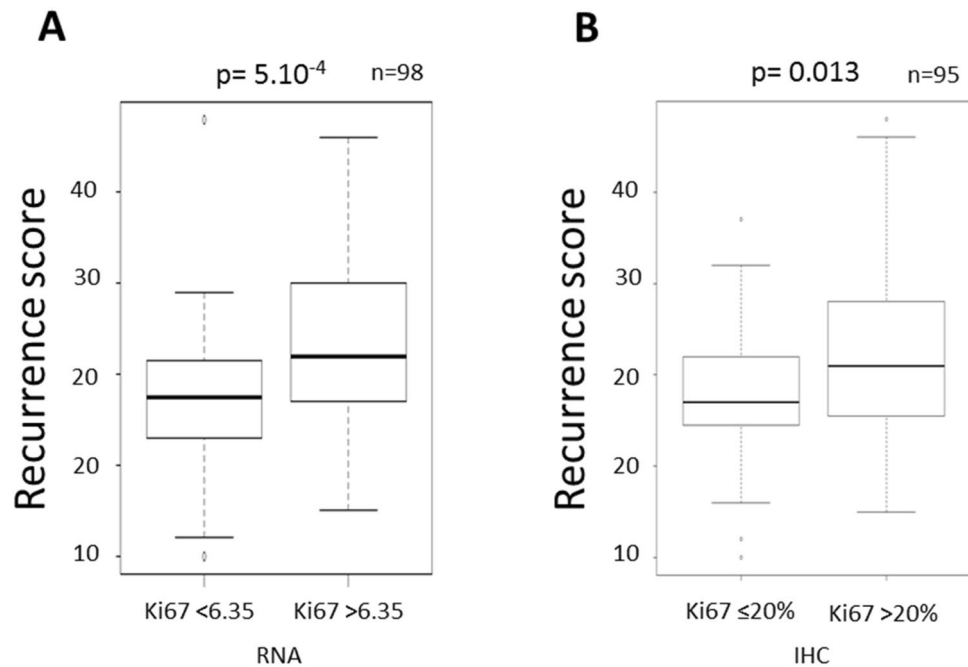 A
p= 5.10-4 n=98
Recurrence score
40
30
20
20
10
Ki67 <6.35 Ki67 >6.35
RNA
B
p= 0.013 n=95
Recurrence score
40
30
20
20
10
Ki67 ≤20% Ki67 >20%
IHC